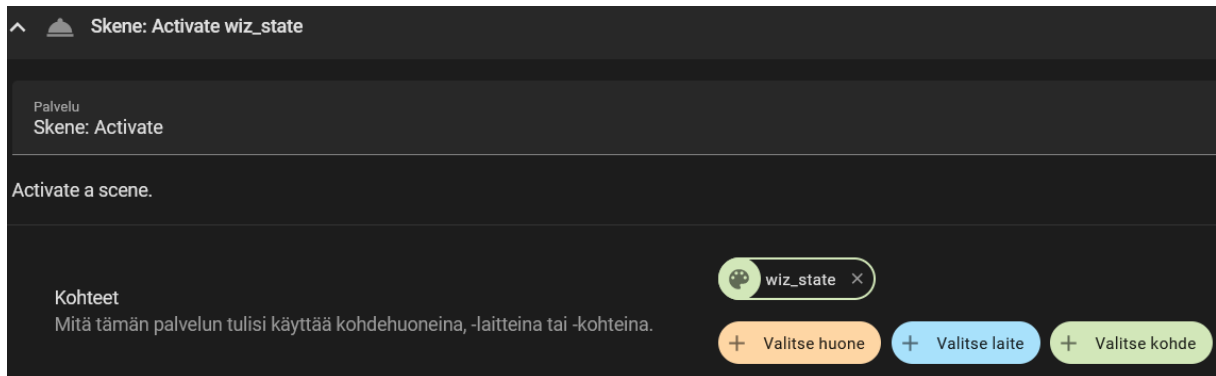 Skene: Activate wiz_state
Palvelu
Skene: Activate
Activate a scene.
Kohteet
Mitä tämän palvelun tulisi käyttää kohdehuoneina, -laitteina tai -kohteina.
wiz_state
Valitse huone
Valitse laite
Valitse kohde